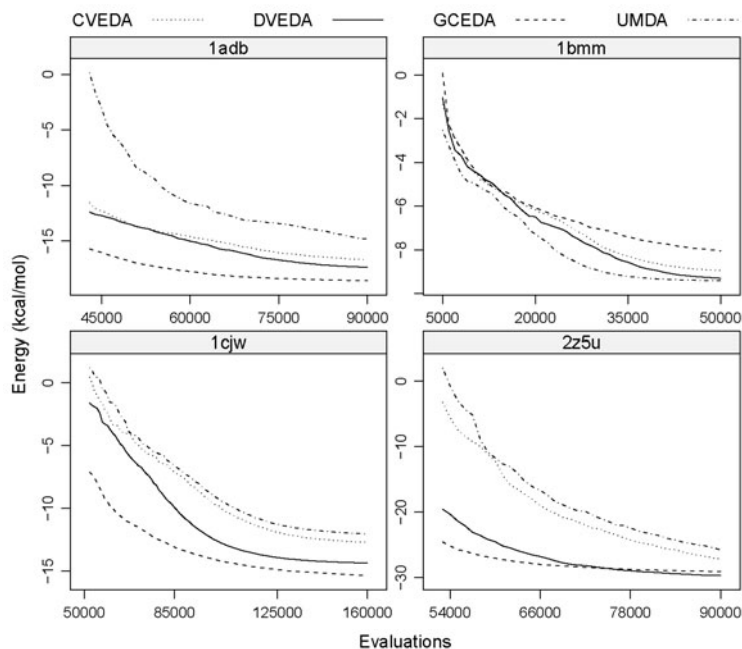 CVEDA DVEDA GCEDA UMDA
1adb
0
−5
−10
−15
45000 60000 75000 90000
1bmm
0
−2
−4
−6
−8
5000 20000 35000 50000
1cjw
0
−5
−10
−15
50000 85000 125000 160000
2z5u
0
−10
−20
−30
54000 66000 78000 90000
Energy (kcal/mol)
Evaluations